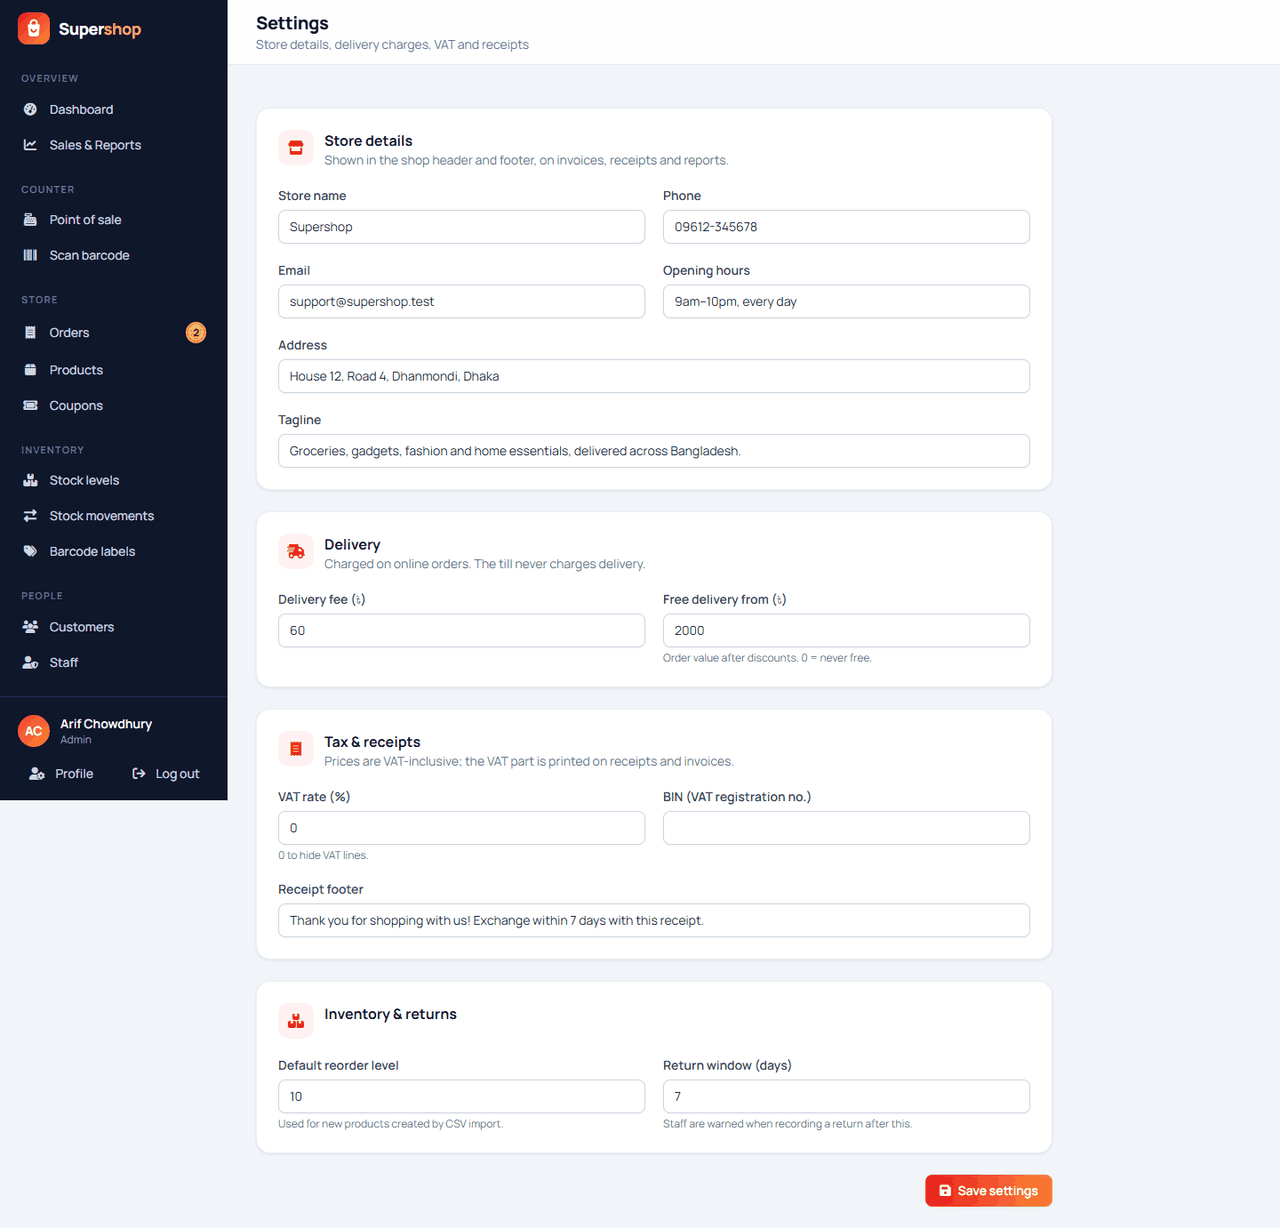 Supershop
OVERVIEW
Dashboard
Sales & Reports
COUNTER
Point of sale
Scan barcode
STORE
Orders 2
Products
Coupons
INVENTORY
Stock levels
Stock movements
Barcode labels
PEOPLE
Customers
Staff
AC Arif Chowdhury
Admin
Profile Log out
Settings
Store details, delivery charges, VAT and receipts
Store details
Shown in the shop header and footer, on invoices, receipts and reports.
Store name Phone
Supershop 09612-345678
Email Opening hours
support@supershop.test 9am–10pm, every day
Address
House 12, Road 4, Dhanmondi, Dhaka
Tagline
Groceries, gadgets, fashion and home essentials, delivered across Bangladesh.
Delivery
Charged on online orders. The till never charges delivery.
Delivery fee (৳) Free delivery from (৳)
60 2000
Order value after discounts. 0 = never free.
Tax & receipts
Prices are VAT-inclusive; the VAT part is printed on receipts and invoices.
VAT rate (%) BIN (VAT registration no.)
0
0 to hide VAT lines.
Receipt footer
Thank you for shopping with us! Exchange within 7 days with this receipt.
Inventory & returns
Default reorder level Return window (days)
10 7
Used for new products created by CSV import. Staff are warned when recording a return after this.
Save settings